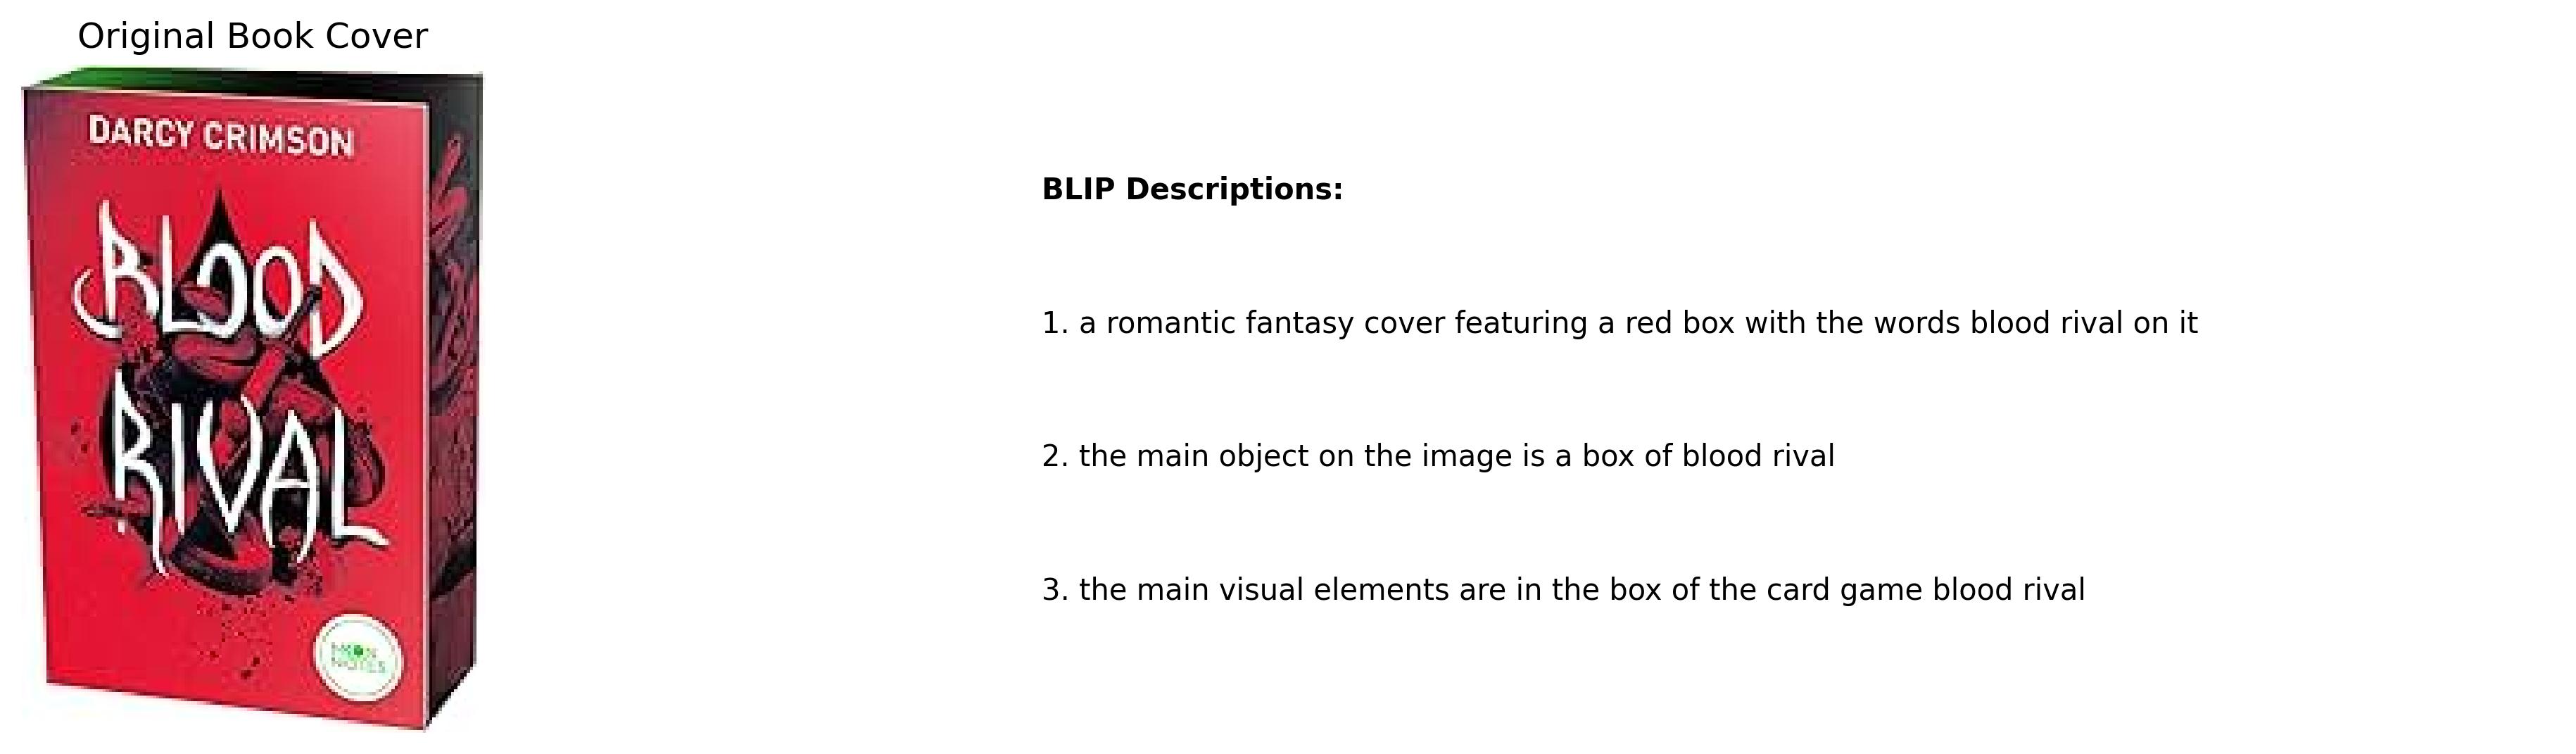 Original Book Cover
DARCY CRIMSON
BLOOD
RIVAL
NOTES
BLIP Descriptions:
1. a romantic fantasy cover featuring a red box with the words blood rival on it
2. the main object on the image is a box of blood rival
3. the main visual elements are in the box of the card game blood rival